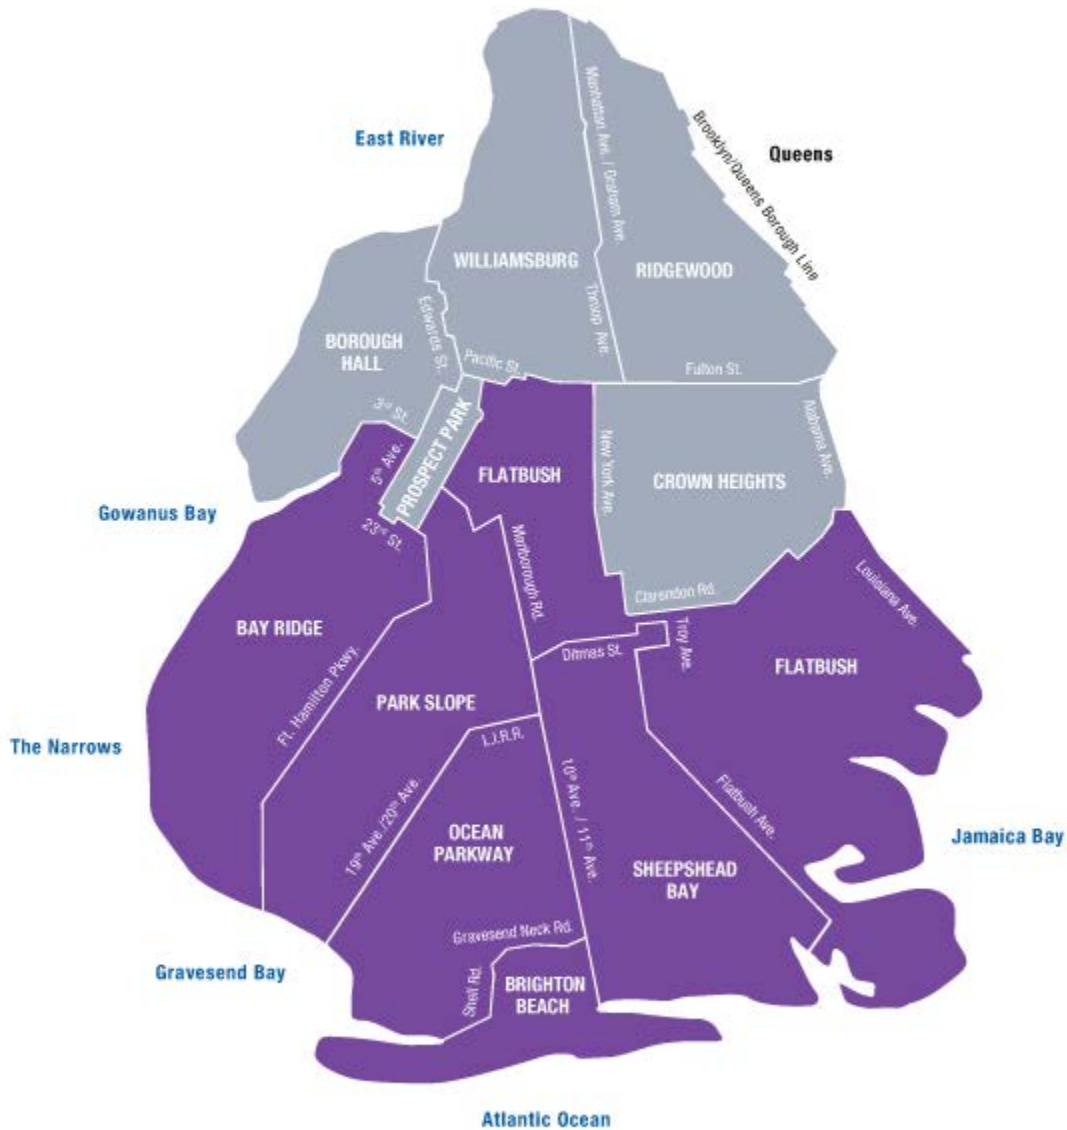 East River
Queens
Manhattan Ave. / Graham Ave.
Brooklyn/Queens Borough Line
WILLIAMSBURG
RIDGEWOOD
Throop Ave.
Edwards St.
BOROUGH
HALL
Pacific St.
Fulton St.
3rd St.
5th Ave.
PROSPECT PARK
FLATBUSH
New York Ave.
CROWN HEIGHTS
Alabama Ave.
Gowanus Bay
23rd St.
Marlborough Rd.
Clarendon Rd.
Louisiana Ave.
BAY RIDGE
Ft. Hamilton Pkwy.
Ditmas St.
Troy Ave.
FLATBUSH
PARK SLOPE
L.I.R.R.
The Narrows
19th Ave./20th Ave.
10th Ave. / 11th Ave.
Flatbush Ave.
OCEAN
PARKWAY
Jamaica Bay
SHEEPSHEAD
BAY
Gravesend Neck Rd.
Gravesend Bay
Shell Rd.
BRIGHTON
BEACH
Atlantic Ocean